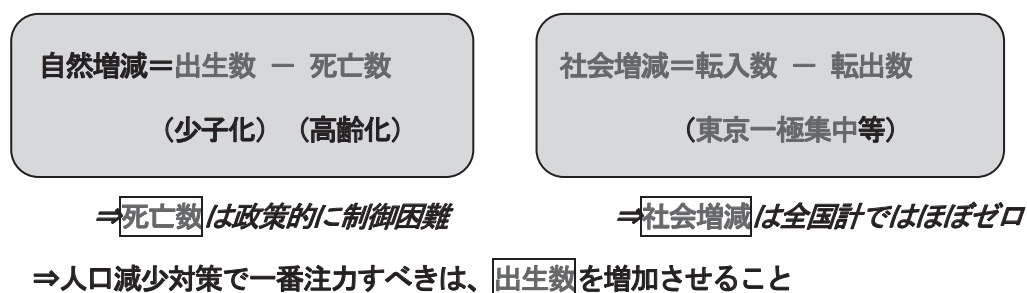 自然増減＝出生数 － 死亡数
（少子化）（高齢化）
⇒死亡数は政策的に制御困難
社会増減＝転入数 － 転出数
（東京一極集中等）
⇒社会増減は全国計ではほぼゼロ
⇒人口減少対策で一番注力すべきは、出生数を増加させること